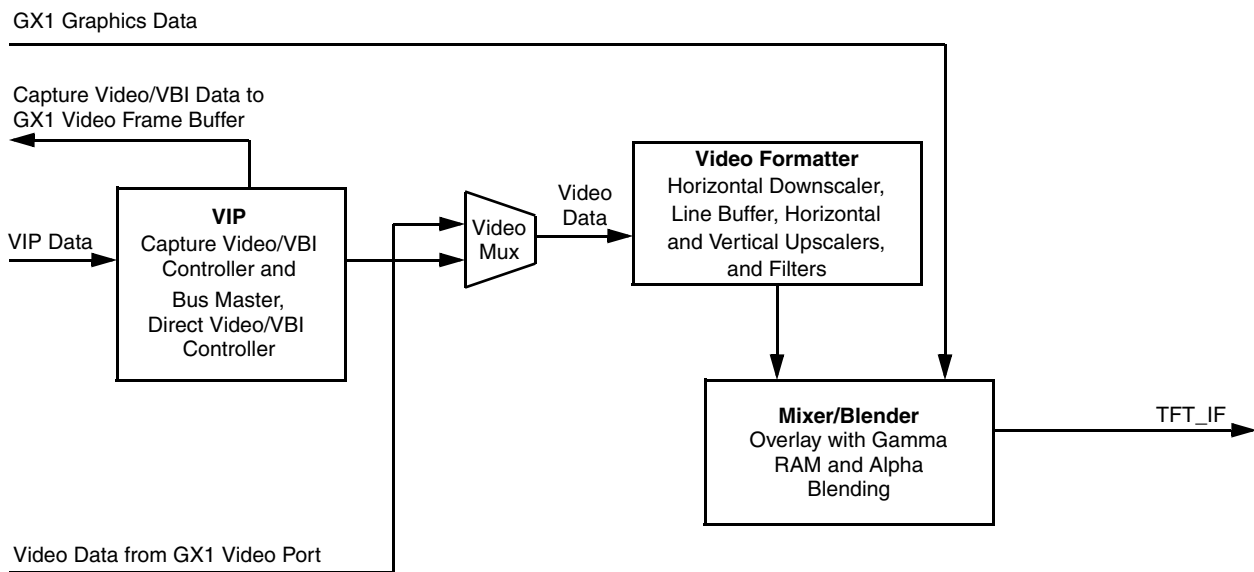 GX1 Graphics Data
Capture Video/VBI Data to
GX1 Video Frame Buffer
VIP Data
VIP
Capture Video/VBI
Controller and
Bus Master,
Direct Video/VBI
Controller
Video
Mux
Video
Data
Video Formatter
Horizontal Downscaler,
Line Buffer, Horizontal
and Vertical Upscalers,
and Filters
Mixer/Blender
Overlay with Gamma
RAM and Alpha
Blending
TFT_IF
Video Data from GX1 Video Port